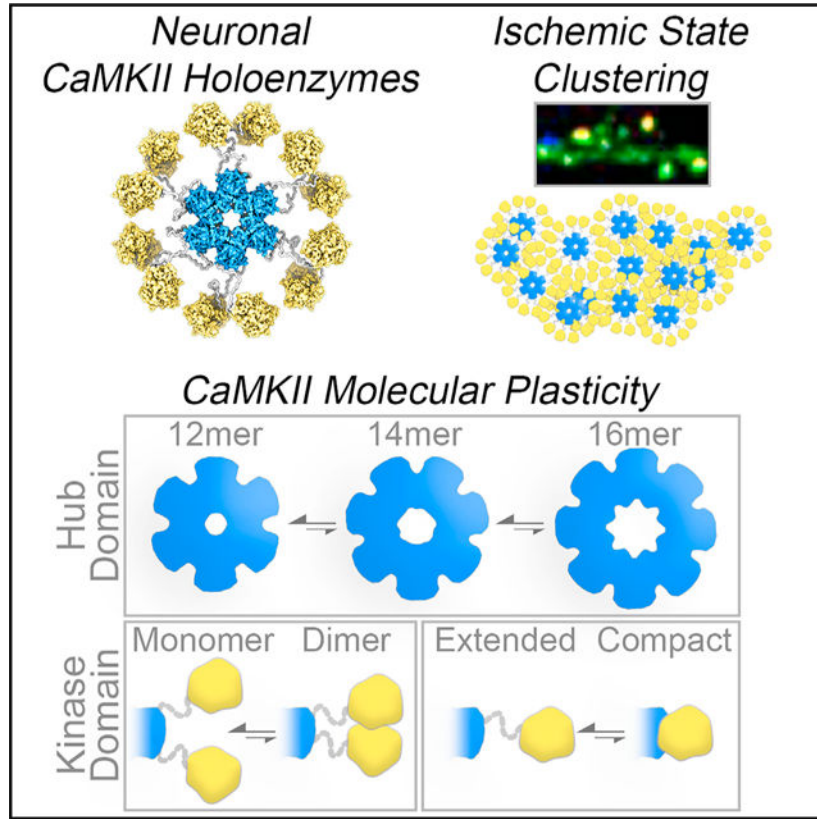 Neuronal
CaMKII Holoenzymes
Ischemic State
Clustering
CaMKII Molecular Plasticity
Hub
Domain
12mer
14mer
16mer
Kinase
Domain
Monomer
Dimer
Extended
Compact